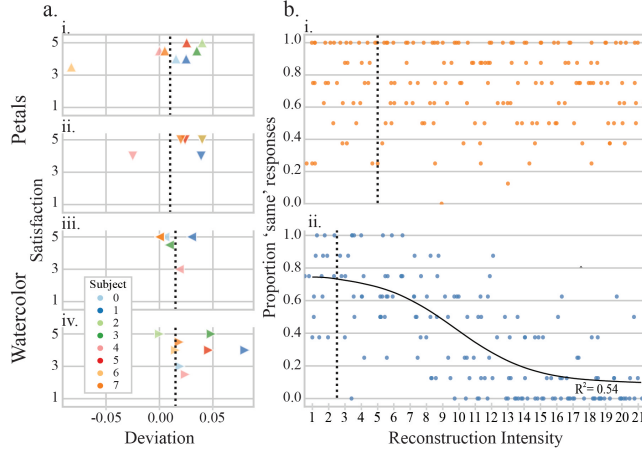 a.
i.
5
3
1
ii.
5
3
1
iii.
5
3
1
iv.
5
3
1
Petals
Watercolor
Satisfaction
Subject
0
1
2
3
4
5
6
7
-0.05 0.00 0.05
Deviation
b.
i.
1.0
0.8
0.6
0.4
0.2
0.0
ii.
1.0
0.8
0.6
0.4
0.2
0.0
Proportion 'same' responses
R²= 0.54
1 2 3 4 5 6 7 8 9 10 11 12 13 14 15 16 17 18 19 20 21
Reconstruction Intensity